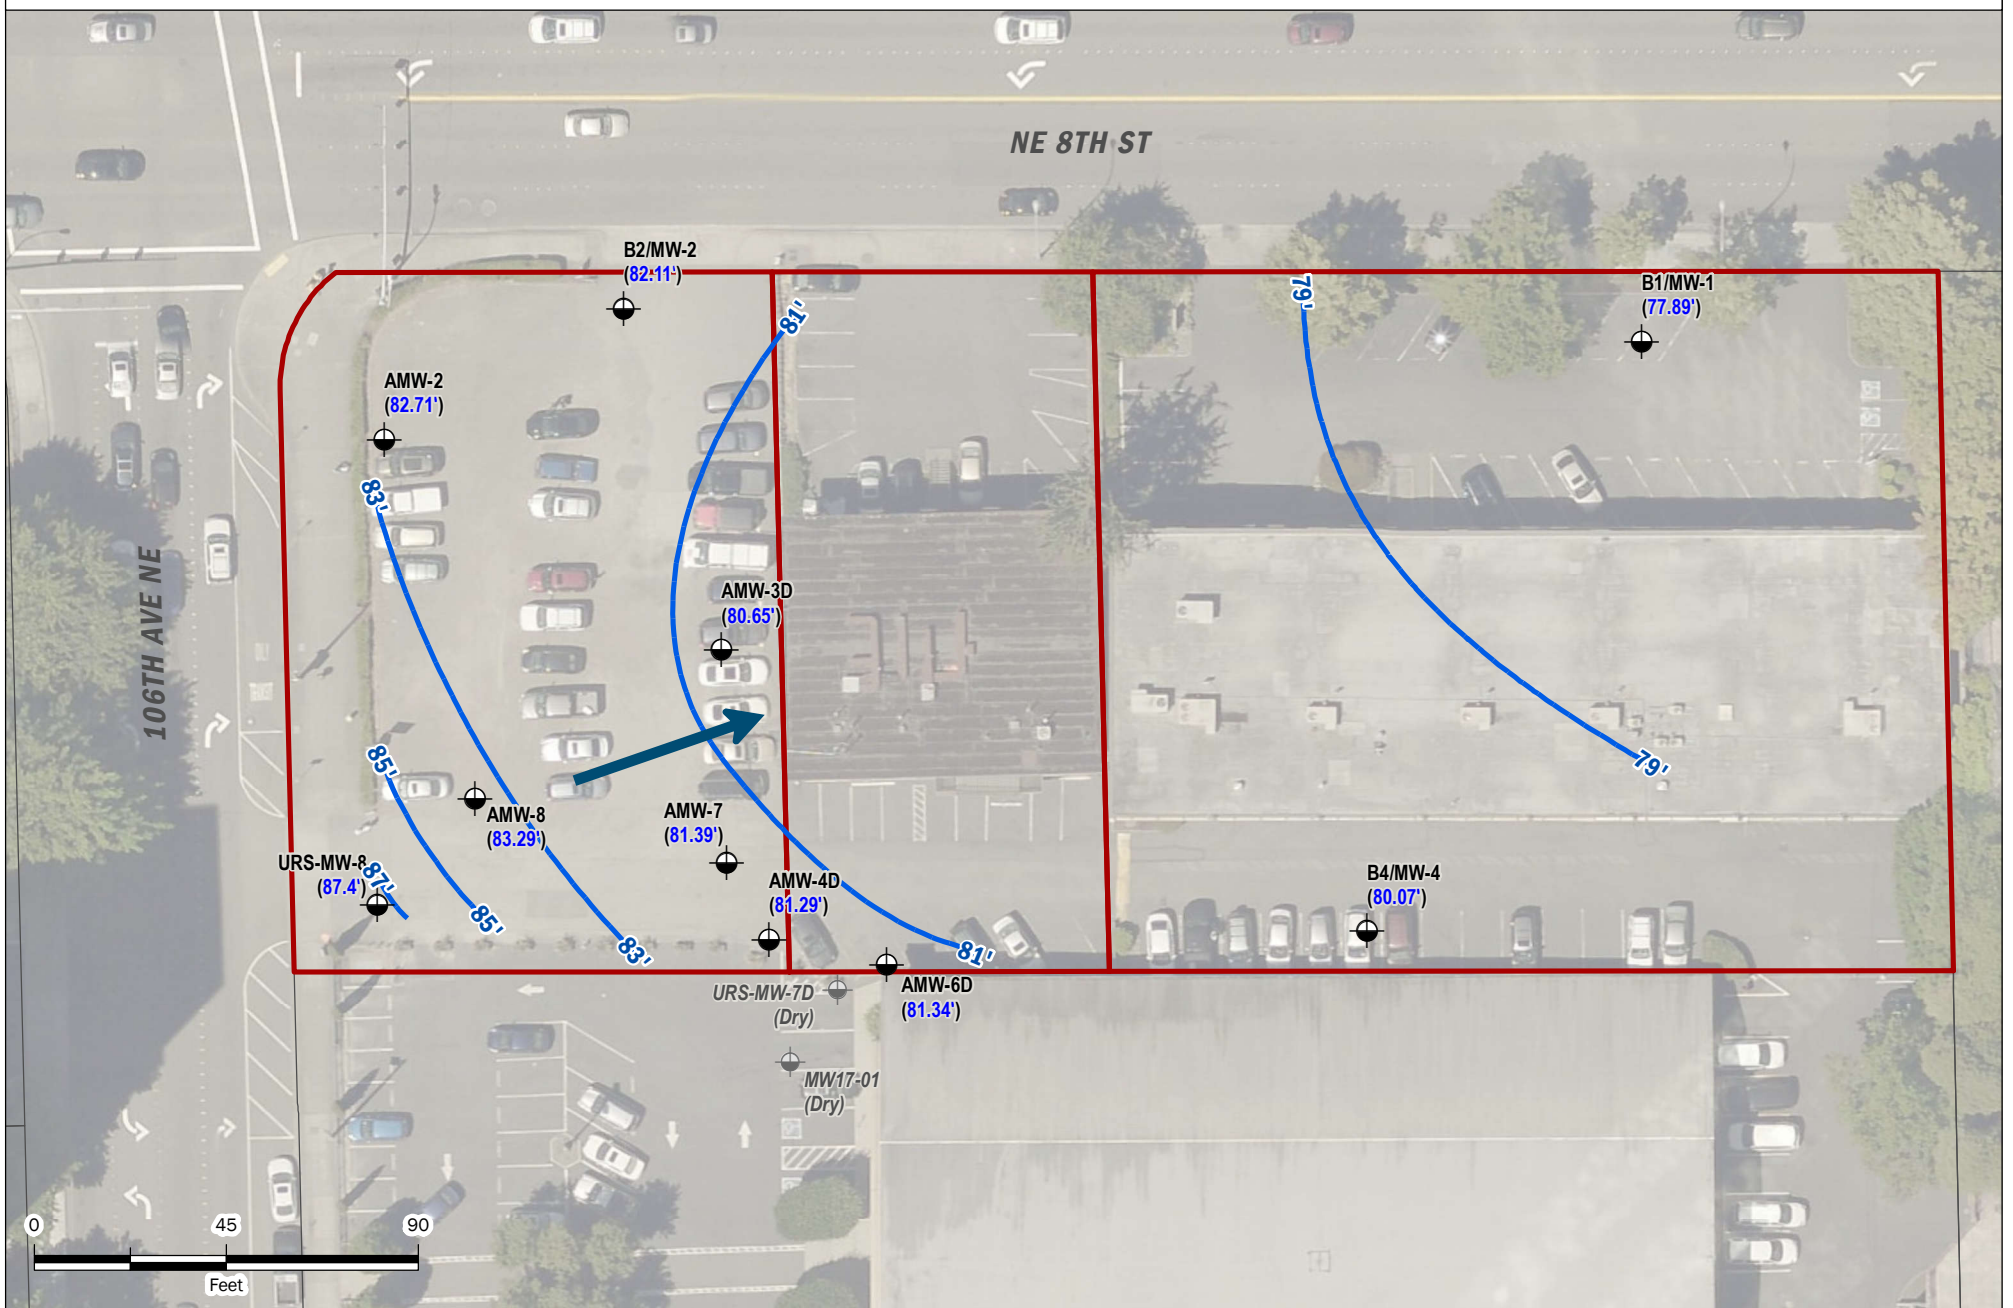 NE 8TH ST
B2/MW-2
(82.11')
79'
B1/MW-1
(77.89')
81'
AMW-2
(82.71')
83'
106TH AVE NE
AMW-3D
(80.65')
85'
79'
AMW-8
(83.29')
AMW-7
(81.39')
URS-MW-8
(87.4')
87'
AMW-4D
(81.29')
B4/MW-4
(80.07')
85'
83'
81'
AMW-6D
(81.34')
URS-MW-7D
(Dry)
MW17-01
(Dry)
0 45 90
Feet